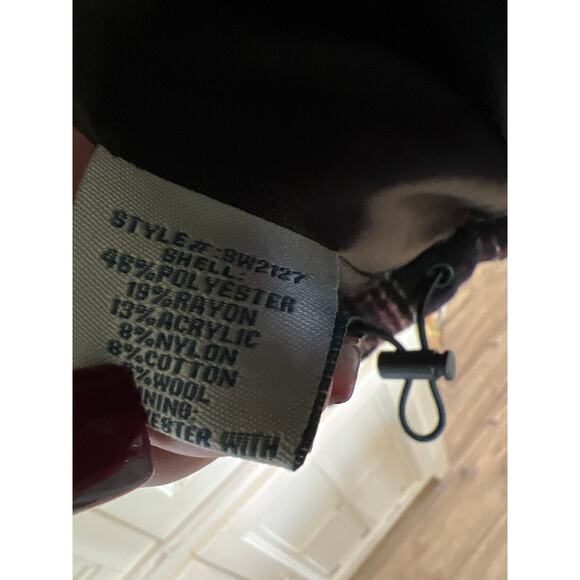 STYLE#: SW2127
SHELL:
46%POLYESTER
19%RAYON
13%ACRYLIC
8%NYLON
8%COTTON
%WOOL
WITH